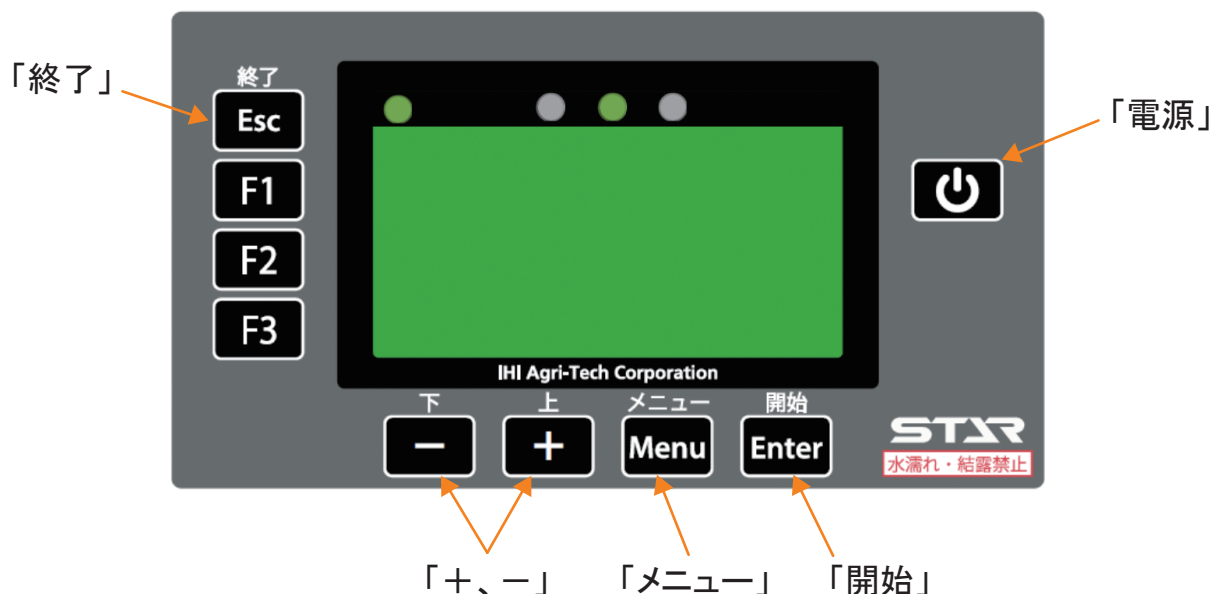 「終了」
終了
Esc
F1
F2
F3
「電源」
IHI Agri-Tech Corporation
下 上 メニュー 開始
− + Menu Enter
STAR
水濡れ・結露禁止
「+、−」 「メニュー」 「開始」